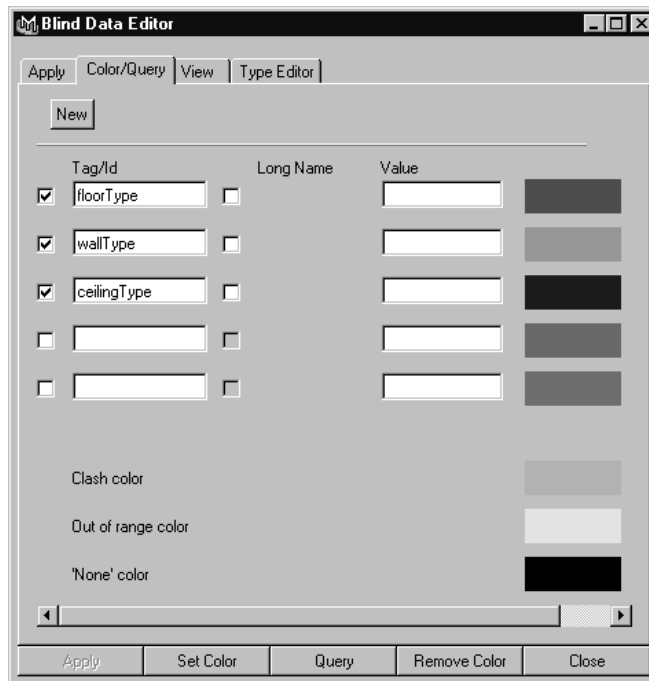 Blind Data Editor
Apply Color/Query View Type Editor
New
Tag/Id Long Name Value
floorType
wallType
ceilingType
Clash color
Out of range color
'None' color
Apply Set Color Query Remove Color Close